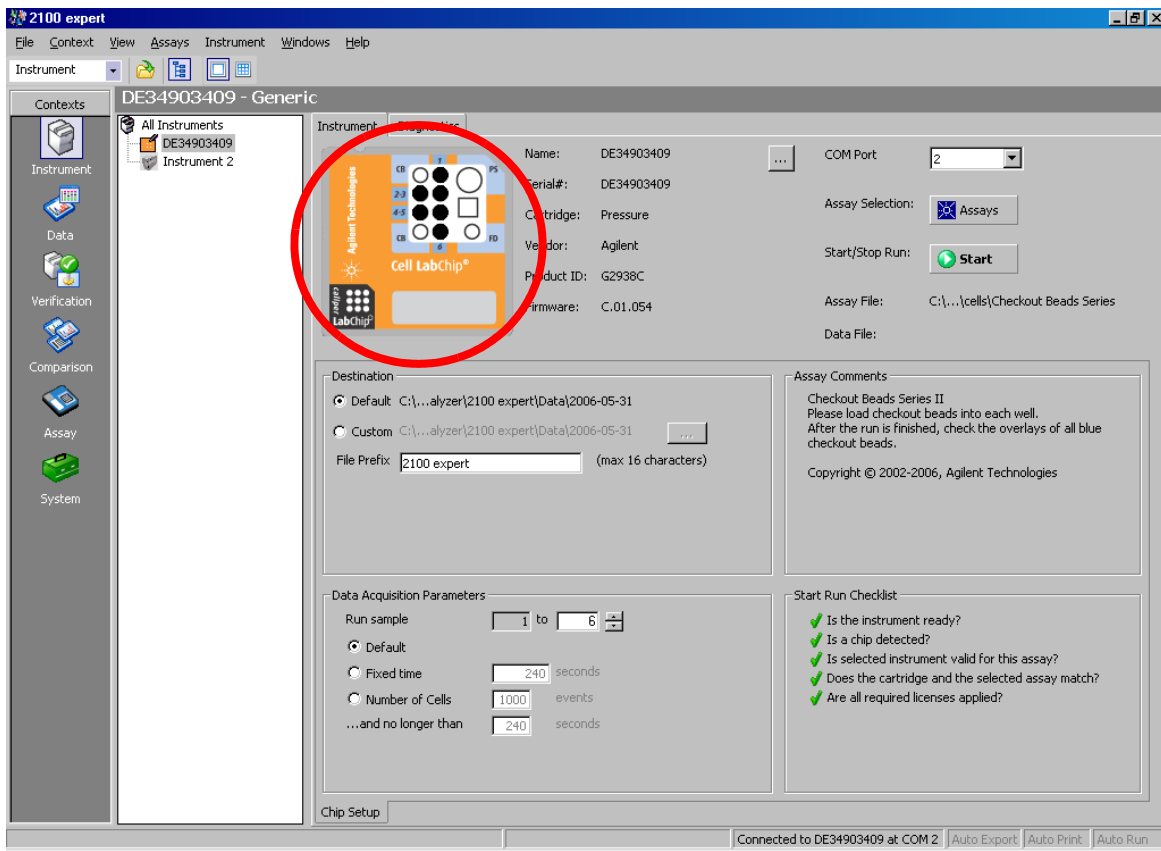 2100 expert
File Context View Assays Instrument Windows Help
Instrument
Contexts
DE34903409 - Generic
Instrument
Data
Verification
Comparison
Assay
System
All Instruments
DE34903409
Instrument 2
Instrument Diagnostics
Agilent Technologies
CB 1 PS
2-3
4-5
CB 6 FD
Cell LabChip®
caliper
LabChip®
Name: DE34903409
Serial#: DE34903409
Cartridge: Pressure
Vendor: Agilent
Product ID: G2938C
Firmware: C.01.054
...
COM Port 2
Assay Selection: Assays
Start/Stop Run: Start
Assay File: C:\...\cells\Checkout Beads Series
Data File:
Destination
Default C:\...alyzer\2100 expert\Data\2006-05-31
Custom C:\...alyzer\2100 expert\Data\2006-05-31 ...
File Prefix 2100 expert (max 16 characters)
Assay Comments
Checkout Beads Series II
Please load checkout beads into each well.
After the run is finished, check the overlays of all blue
checkout beads.
Copyright © 2002-2006, Agilent Technologies
Data Acquisition Parameters
Run sample 1 to 6
Default
Fixed time 240 seconds
Number of Cells 1000 events
...and no longer than 240 seconds
Start Run Checklist
Is the instrument ready?
Is a chip detected?
Is selected instrument valid for this assay?
Does the cartridge and the selected assay match?
Are all required licenses applied?
Chip Setup
Connected to DE34903409 at COM 2 Auto Export Auto Print Auto Run